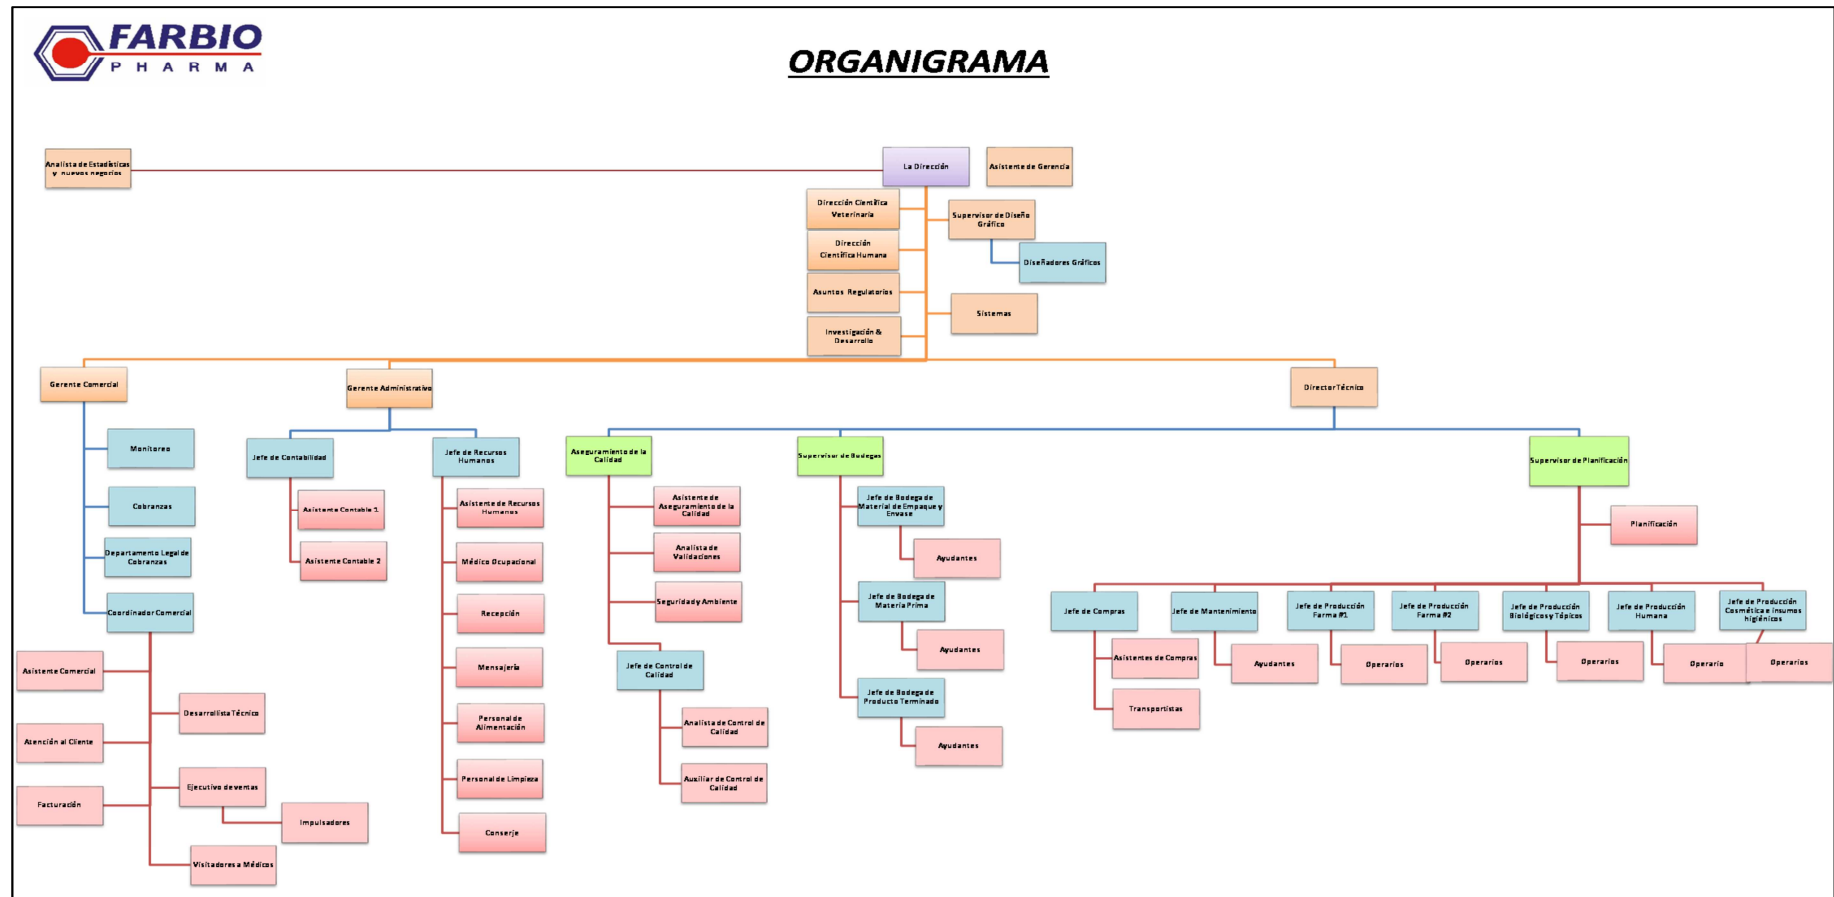 FARBIO
PHARMA
ORGANIGRAMA
Analista de Estadísticas
y nuevos negocios
La Dirección
Asistente de Gerencia
Dirección Científica
Veterinaria
Supervisor de Diseño
Gráfico
Dirección
Científica Humana
Diseñadores Gráficos
Asuntos Regulatorios
Sistemas
Investigación &
Desarrollo
Gerente Comercial
Gerente Administrativo
Director Técnico
Monitoreo
Cobranzas
Departamento Legal de
Cobranzas
Coordinador Comercial
Asistente Comercial
Desarrollista Técnico
Atención al Cliente
Ejecutivo de ventas
Facturación
Impulsadores
Visitadores a Médicos
Jefe de Contabilidad
Asistente Contable 1
Asistente Contable 2
Jefe de Recursos
Humanos
Asistente de Recursos
Humanos
Médico Ocupacional
Recepción
Mensajería
Personal de
Alimentación
Personal de Limpieza
Conserje
Aseguramiento de la
Calidad
Asistente de
Aseguramiento de la
Calidad
Analista de
Validaciones
Seguridad y Ambiente
Jefe de Control de
Calidad
Analista de Control de
Calidad
Auxiliar de Control de
Calidad
Supervisor de Bodegas
Jefe de Bodega de
Material de Empaque y
Envase
Ayudantes
Jefe de Bodega de
Materia Prima
Ayudantes
Jefe de Bodega de
Producto Terminado
Ayudantes
Supervisor de Planificación
Planificación
Jefe de Compras
Asistentes de Compras
Transportistas
Jefe de Mantenimiento
Ayudantes
Jefe de Producción
Farma #1
Operarios
Jefe de Producción
Farma #2
Operarios
Jefe de Producción
Biológicos y Tópicos
Operarios
Jefe de Producción
Humana
Operario
Jefe de Producción
Cosmética e insumos
higiénicos
Operarios